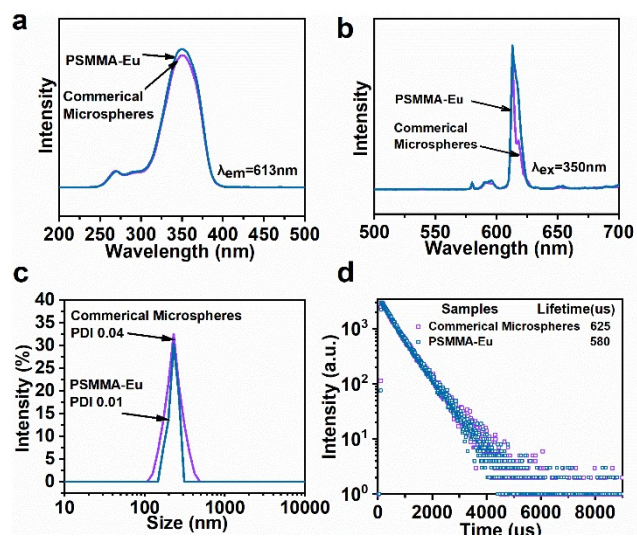 a
PSMMA-Eu
Commerical
Microspheres
λem=613nm
Intensity
200 250 300 350 400 450 500
Wavelength (nm)
b
PSMMA-Eu
Commerical
Microspheres
λex=350nm
Intensity
500 600 700
Wavelength (nm)
c
40
35
30
25
20
15
10
5
0
Commerical Microspheres
PDI 0.04
PSMMA-Eu
PDI 0.01
Intensity (%)
10 100 1000 10000
Size (nm)
d
Samples Lifetime(us)
Commerical Microspheres 625
PSMMA-Eu 580
10³
10²
10¹
10⁰
Intensity (a.u.)
0 2000 4000 6000 8000
Time (us)